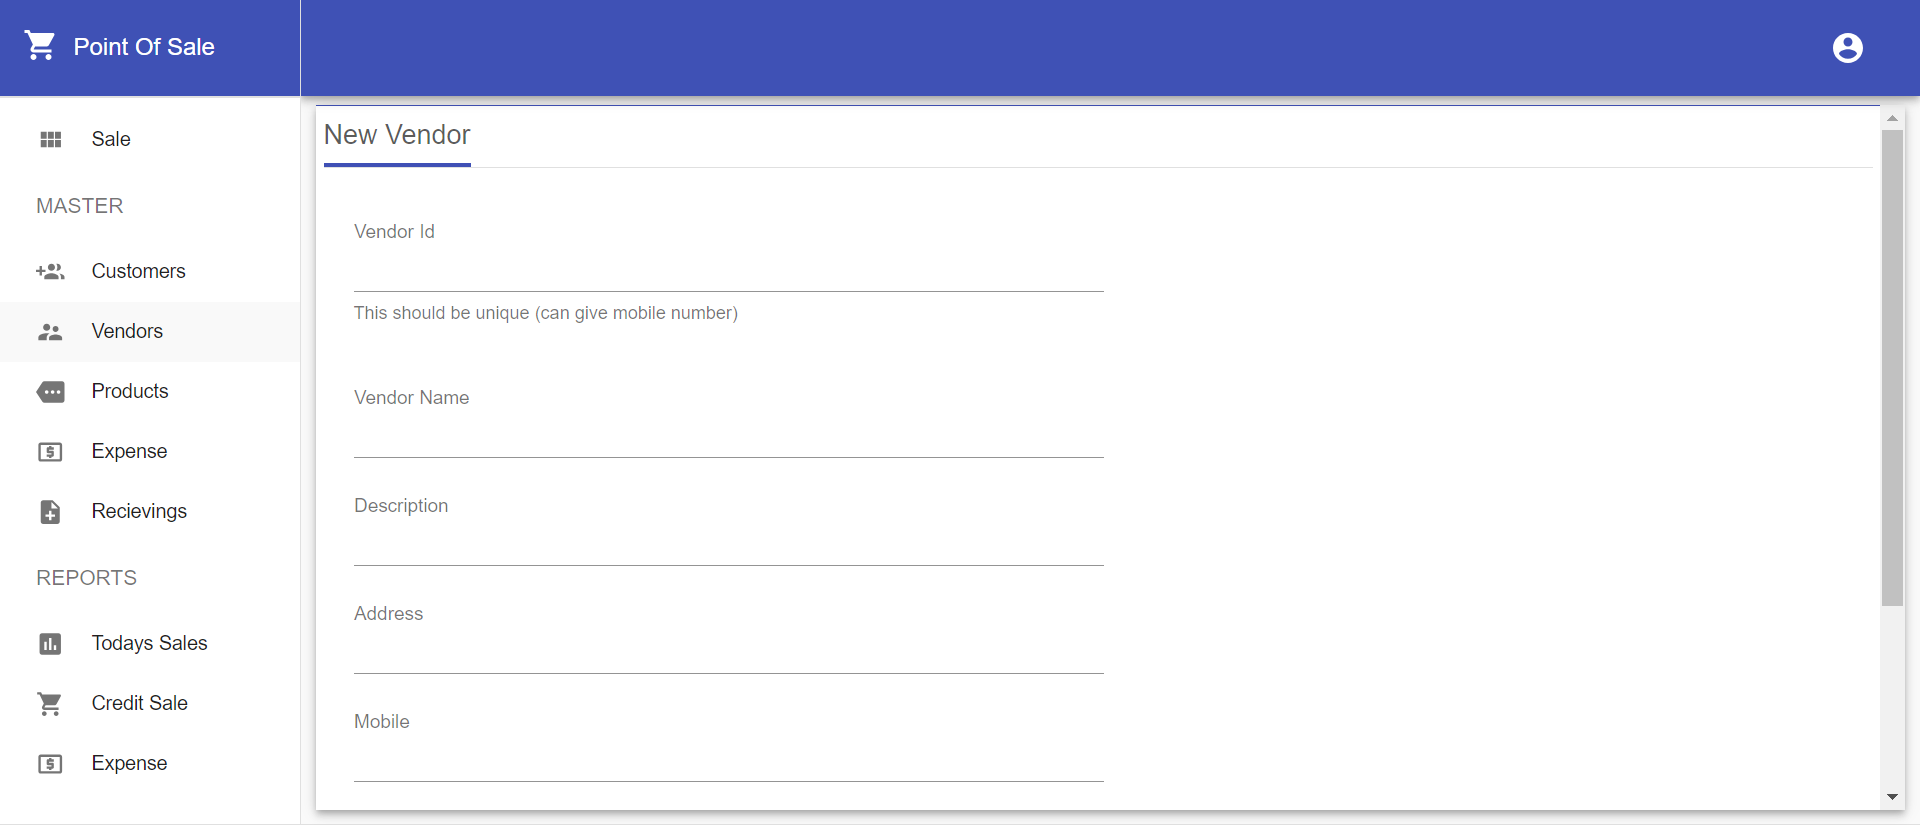 Point Of Sale
Sale
MASTER
Customers
Vendors
Products
Expense
Recievings
REPORTS
Todays Sales
Credit Sale
Expense
New Vendor
Vendor Id
This should be unique (can give mobile number)
Vendor Name
Description
Address
Mobile